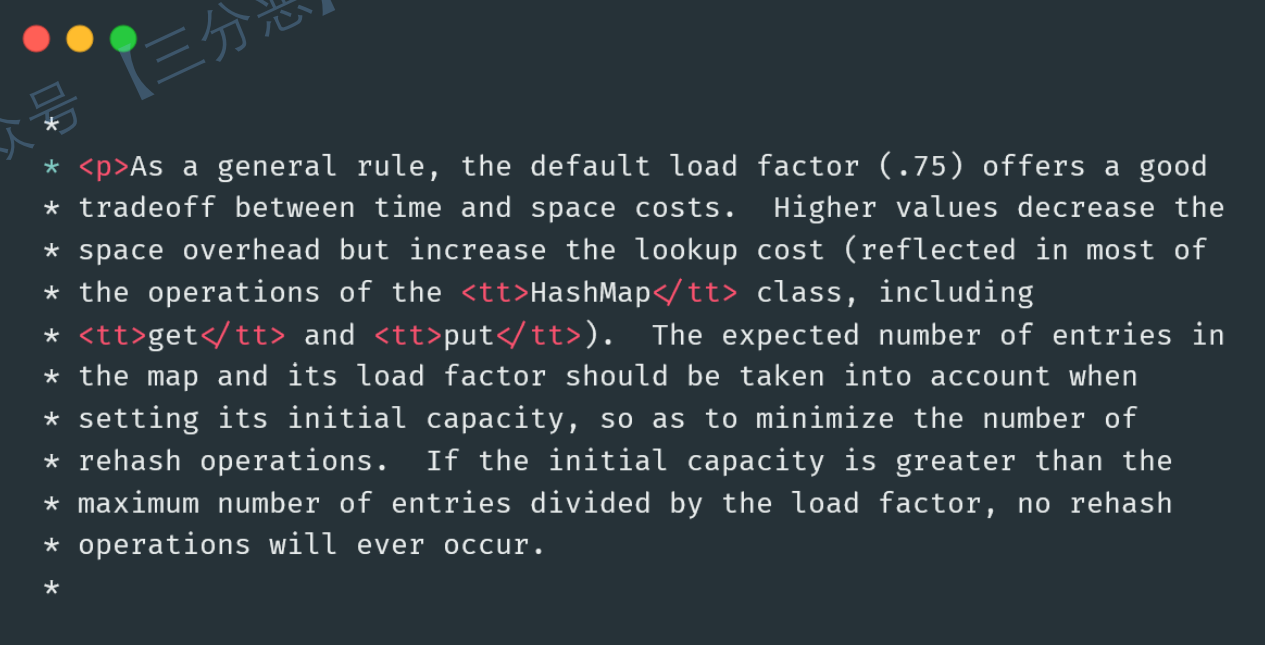 众号【三分恶】
*
* <p>As a general rule, the default load factor (.75) offers a good
* tradeoff between time and space costs.  Higher values decrease the
* space overhead but increase the lookup cost (reflected in most of
* the operations of the <tt>HashMap</tt> class, including
* <tt>get</tt> and <tt>put</tt>).  The expected number of entries in
* the map and its load factor should be taken into account when
* setting its initial capacity, so as to minimize the number of
* rehash operations.  If the initial capacity is greater than the
* maximum number of entries divided by the load factor, no rehash
* operations will ever occur.
*